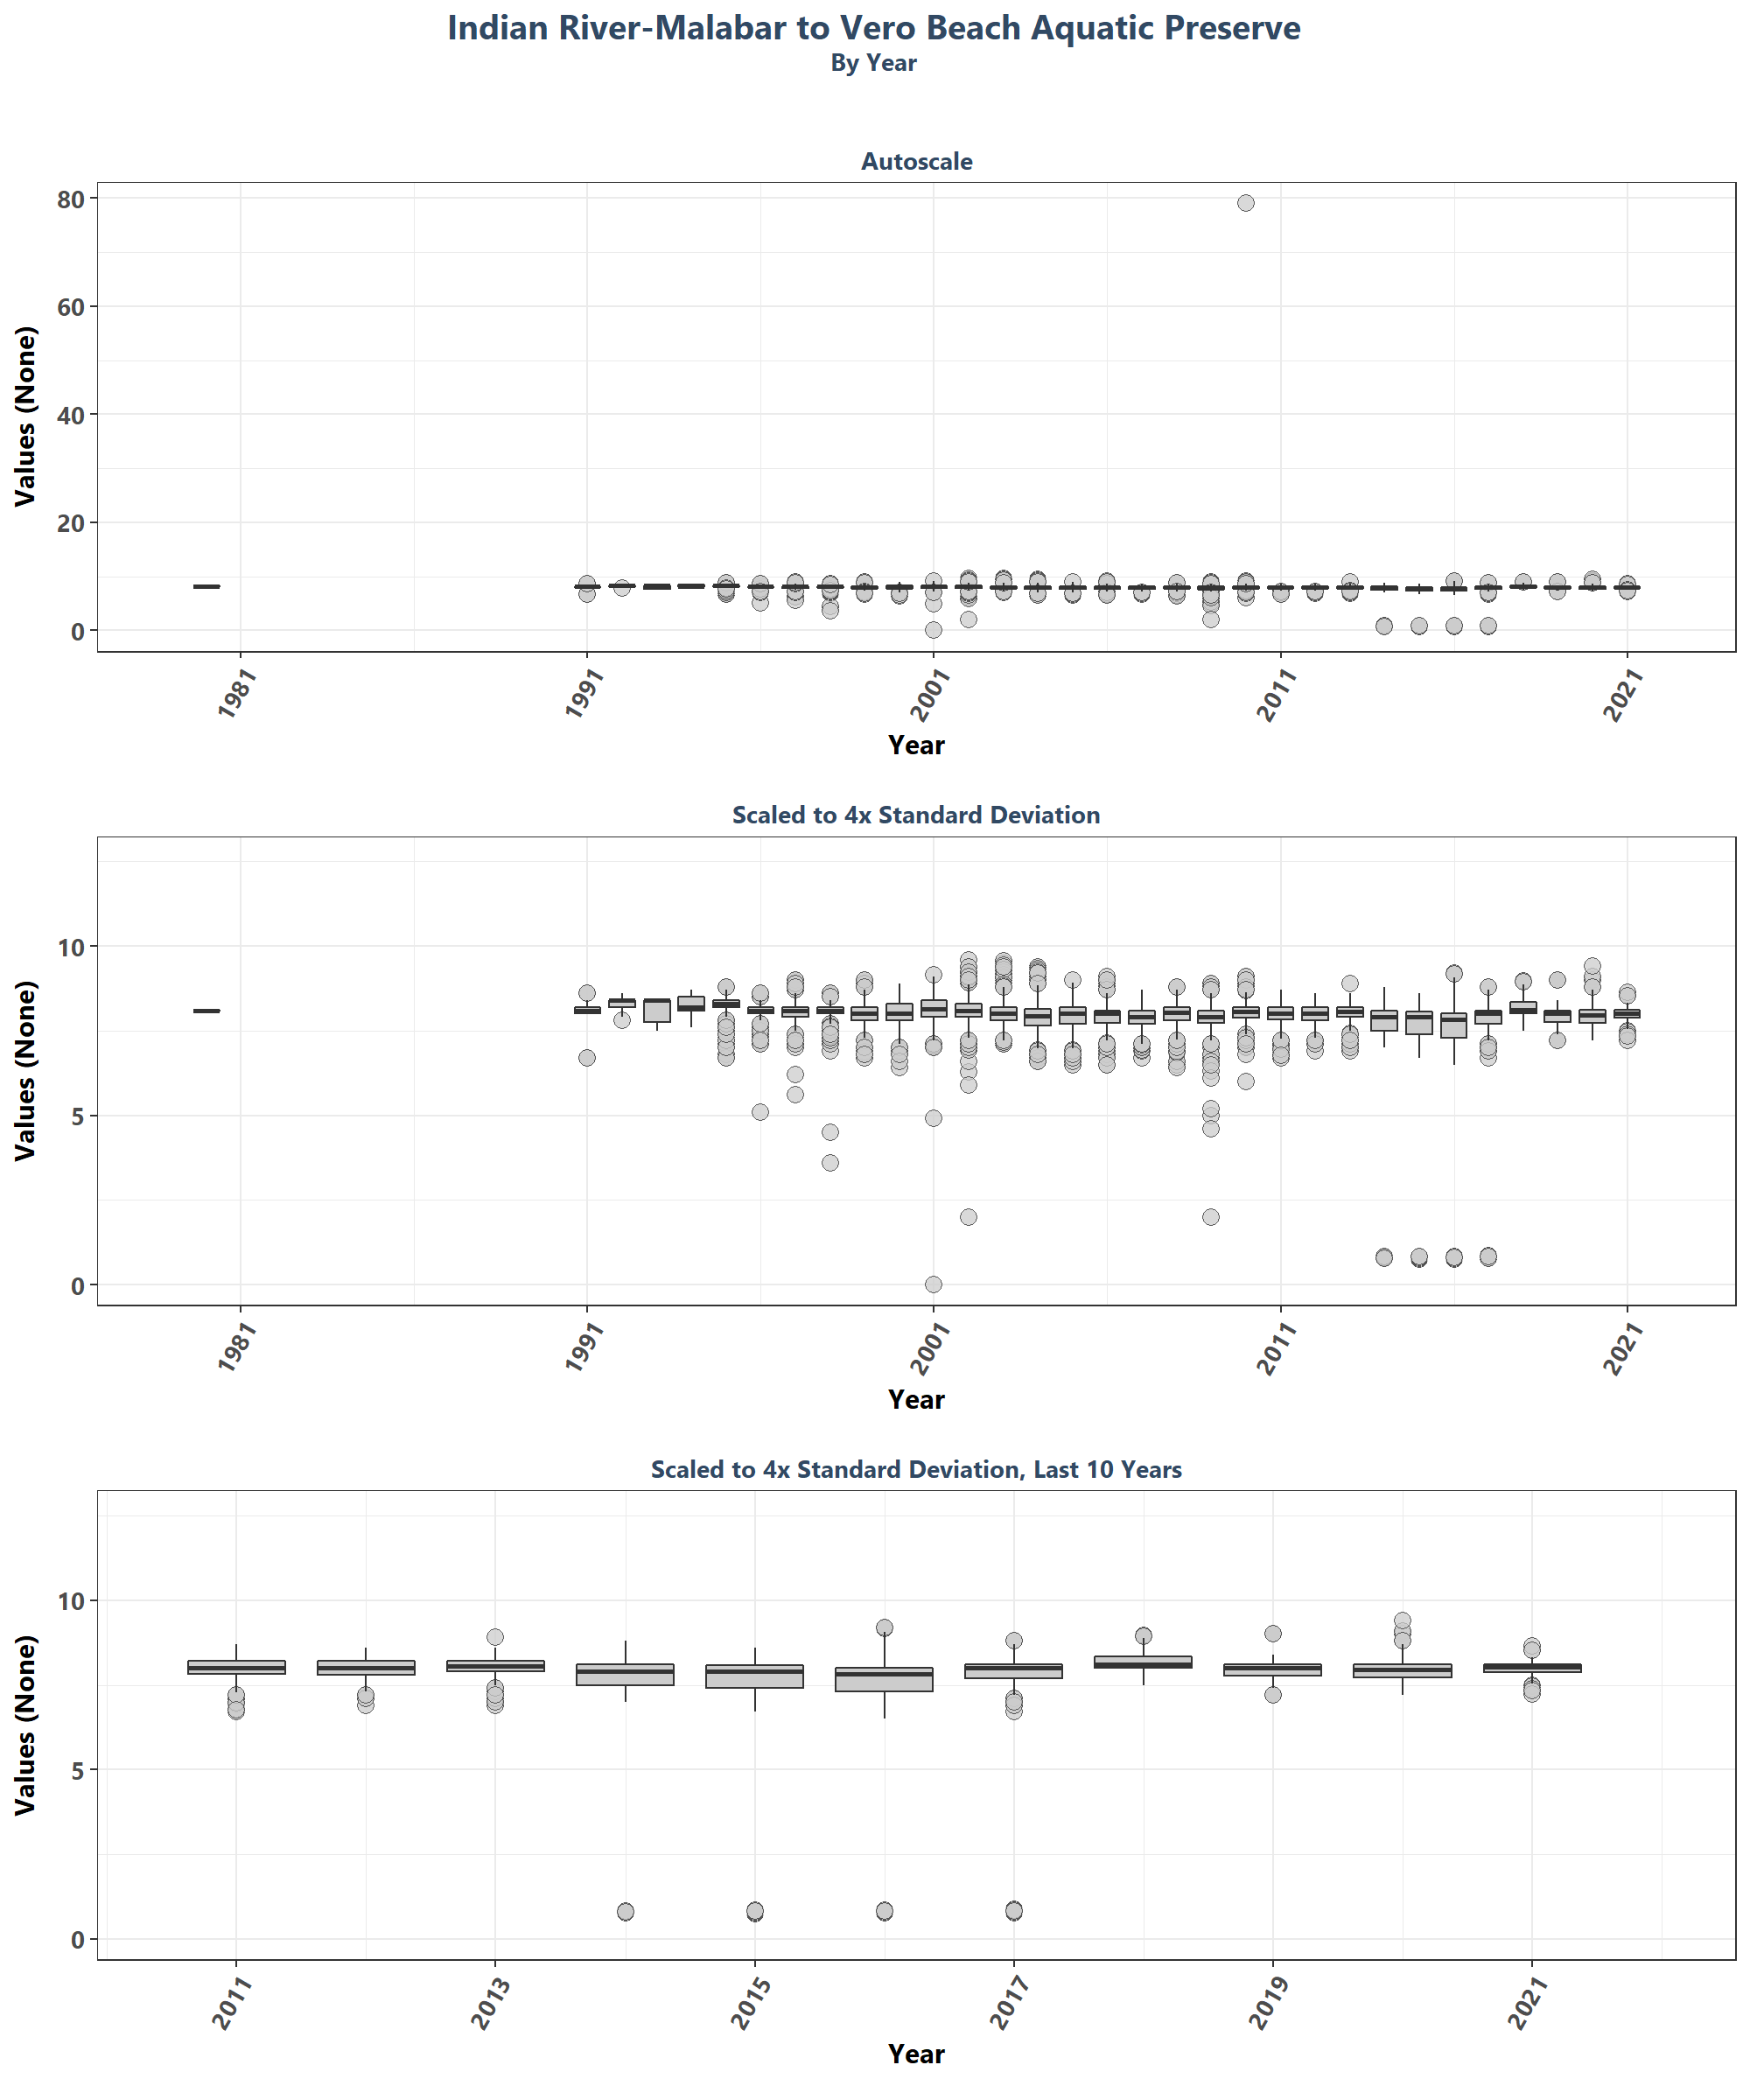 Indian River-Malabar to Vero Beach Aquatic Preserve
By Year
Autoscale
Values (None)
80
60
40
20
0
1981
1991
2001
2011
2021
Year
Scaled to 4x Standard Deviation
Values (None)
10
5
0
1981
1991
2001
2011
2021
Year
Scaled to 4x Standard Deviation, Last 10 Years
Values (None)
10
5
0
2011
2013
2015
2017
2019
2021
Year